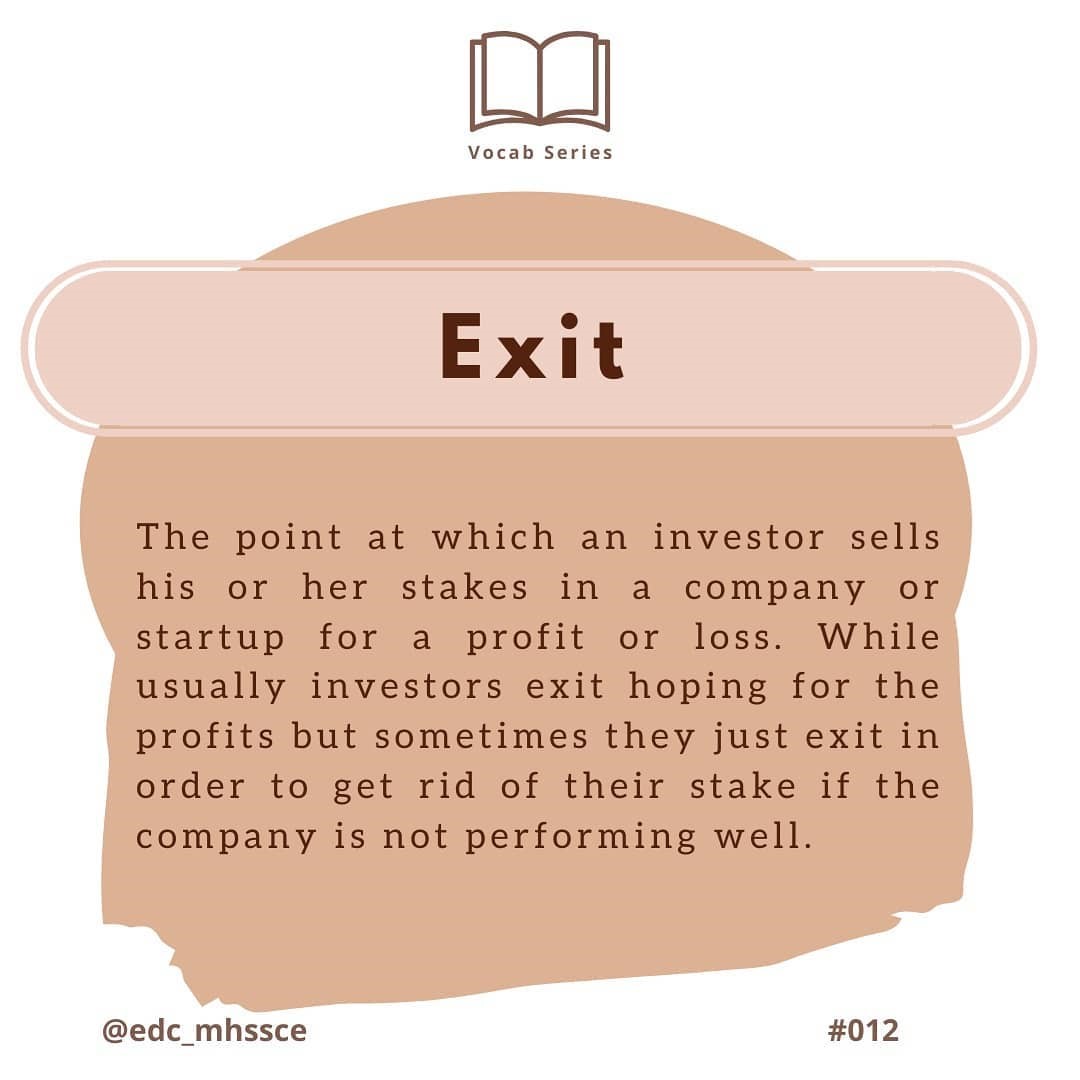 Vocab Series
Exit
The point at which an investor sells
his or her stakes in a company or
startup for a profit or loss. While
usually investors exit hoping for the
profits but sometimes they just exit in
order to get rid of their stake if the
company is not performing well.
@edc_mhssce
#012